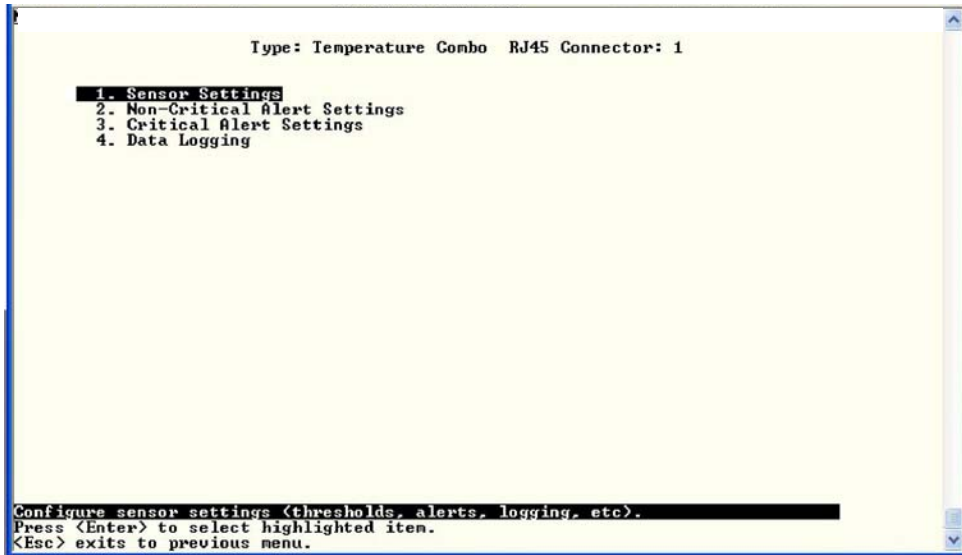 Type: Temperature Combo RJ45 Connector: 1
1. Sensor Settings
2. Non-Critical Alert Settings
3. Critical Alert Settings
4. Data Logging
Configure sensor settings (thresholds, alerts, logging, etc).
Press <Enter> to select highlighted item.
<Esc> exits to previous menu.